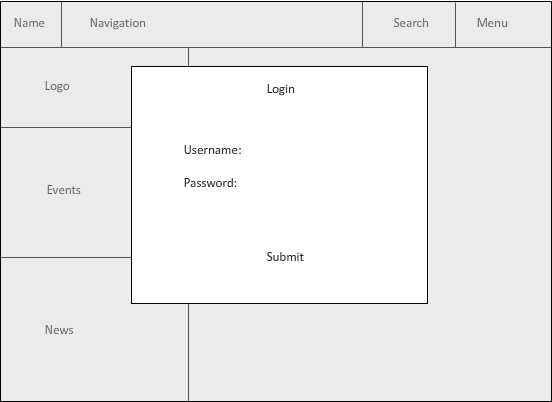 Name
Navigation
Search
Menu
Logo
Login
Username:
Password:
Events
Submit
News